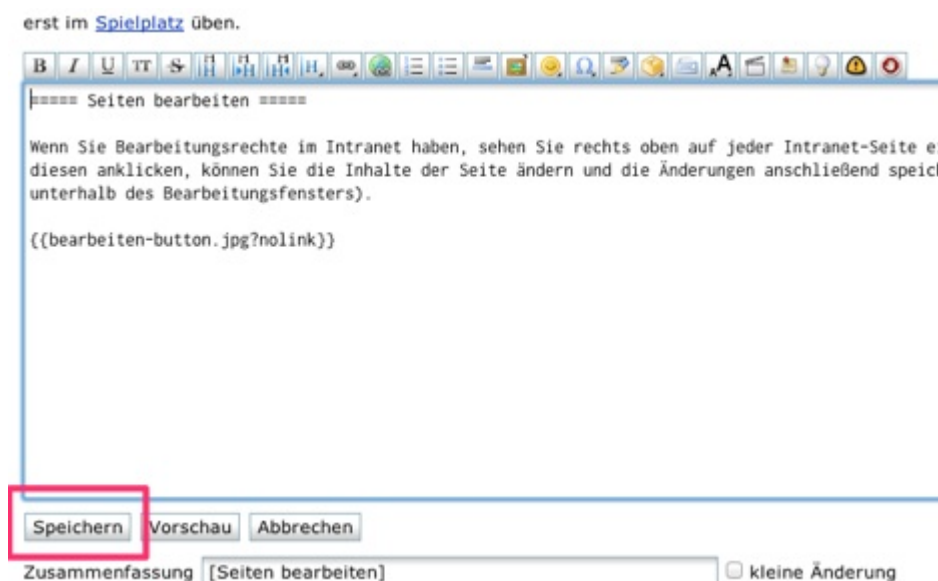 erst im Spielplatz üben.
B I U TT S H H H H
===== Seiten bearbeiten =====
Wenn Sie Bearbeitungsrechte im Intranet haben, sehen Sie rechts oben auf jeder Intranet-Seite
diesen anklicken, können Sie die Inhalte der Seite ändern und die Änderungen anschließend
unterhalb des Bearbeitungsfensters).
{{bearbeiten-button.jpg?nolink}}
Speichern Vorschau Abbrechen
Zusammenfassung [Seiten bearbeiten] kleine Änderung